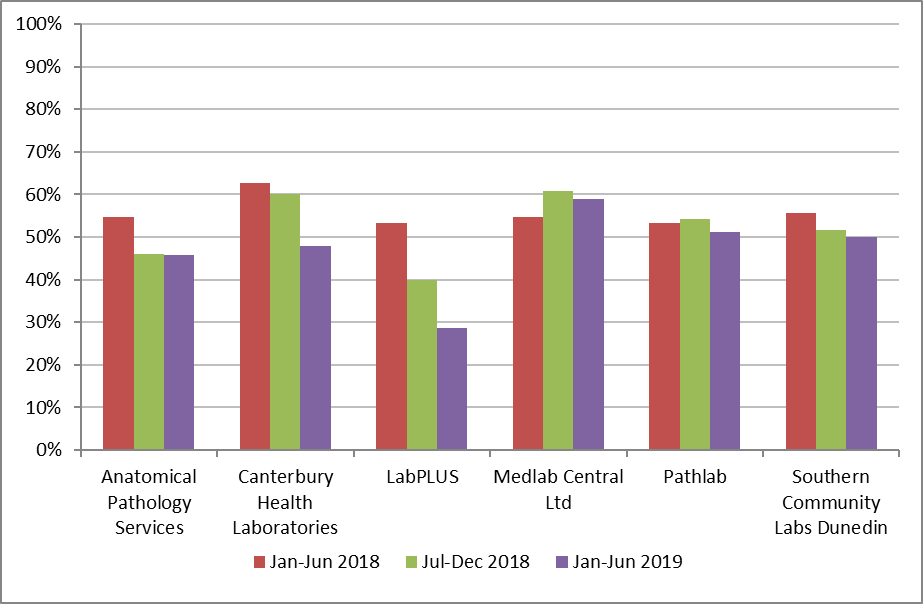 100%
90%
80%
70%
60%
50%
40%
30%
20%
10%
0%
Anatomical
Pathology
Services
Canterbury
Health
Laboratories
LabPLUS
Medlab Central
Ltd
Pathlab
Southern
Community
Labs Dunedin
Jan-Jun 2018
Jul-Dec 2018
Jan-Jun 2019